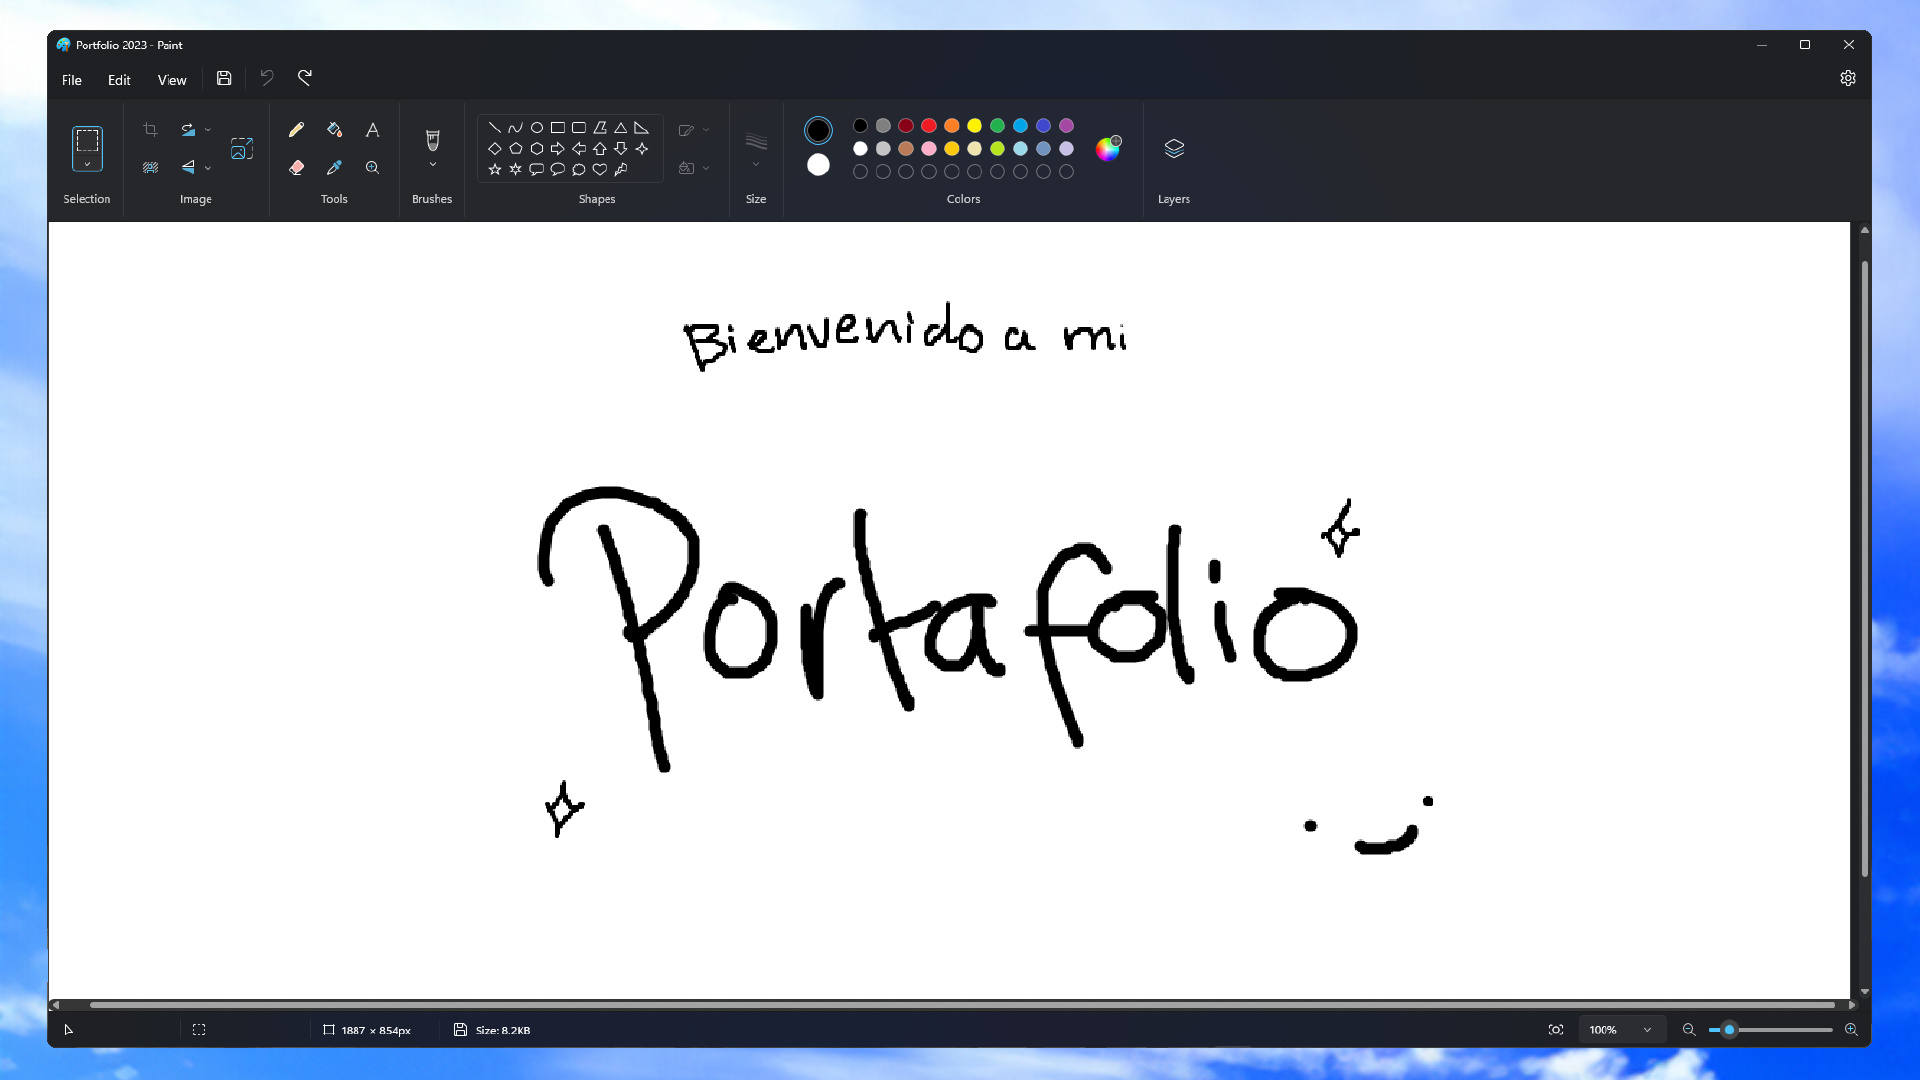 Portfolio 2023 - Paint
File Edit View
Selection Image Tools Brushes Shapes Size Colors Layers
Bienvenido a mi
Portafolio
1887 × 854px Size: 8.2KB 100%